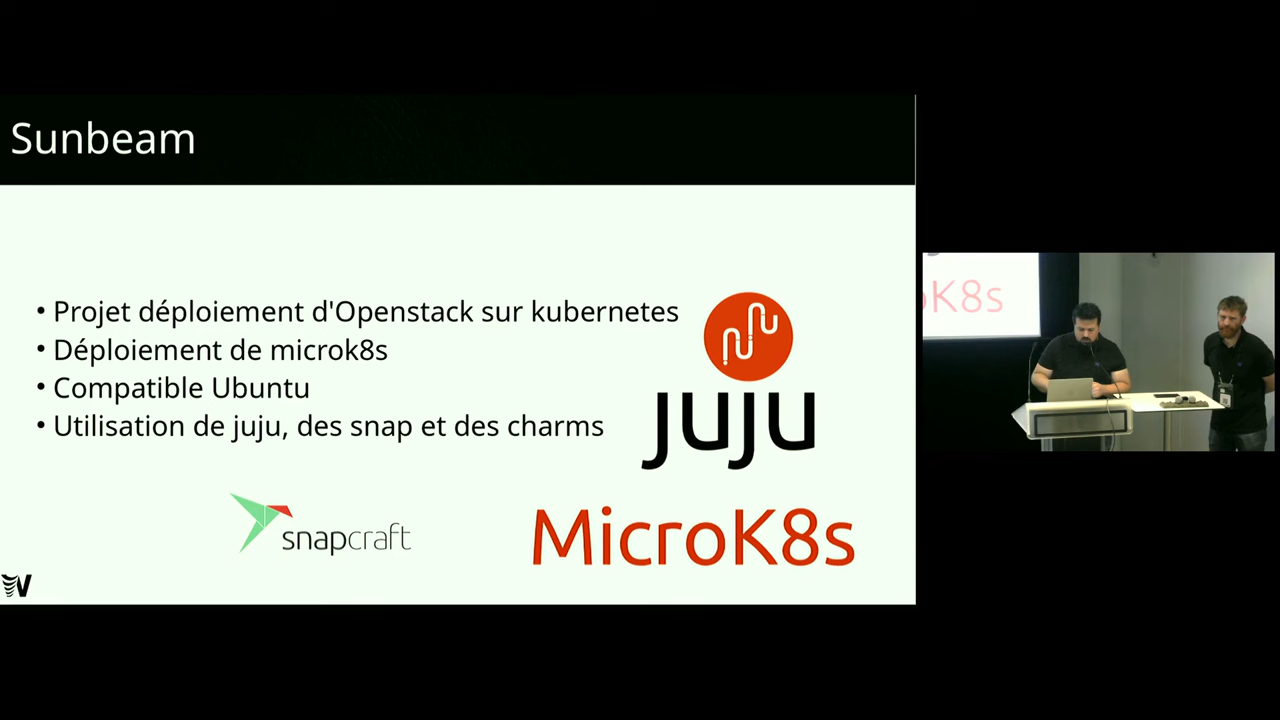 Sunbeam
• Projet déploiement d'Openstack sur kubernetes
• Déploiement de microk8s
• Compatible Ubuntu
• Utilisation de juju, des snap et des charms
juju
snapcraft
MicroK8s
oK8s